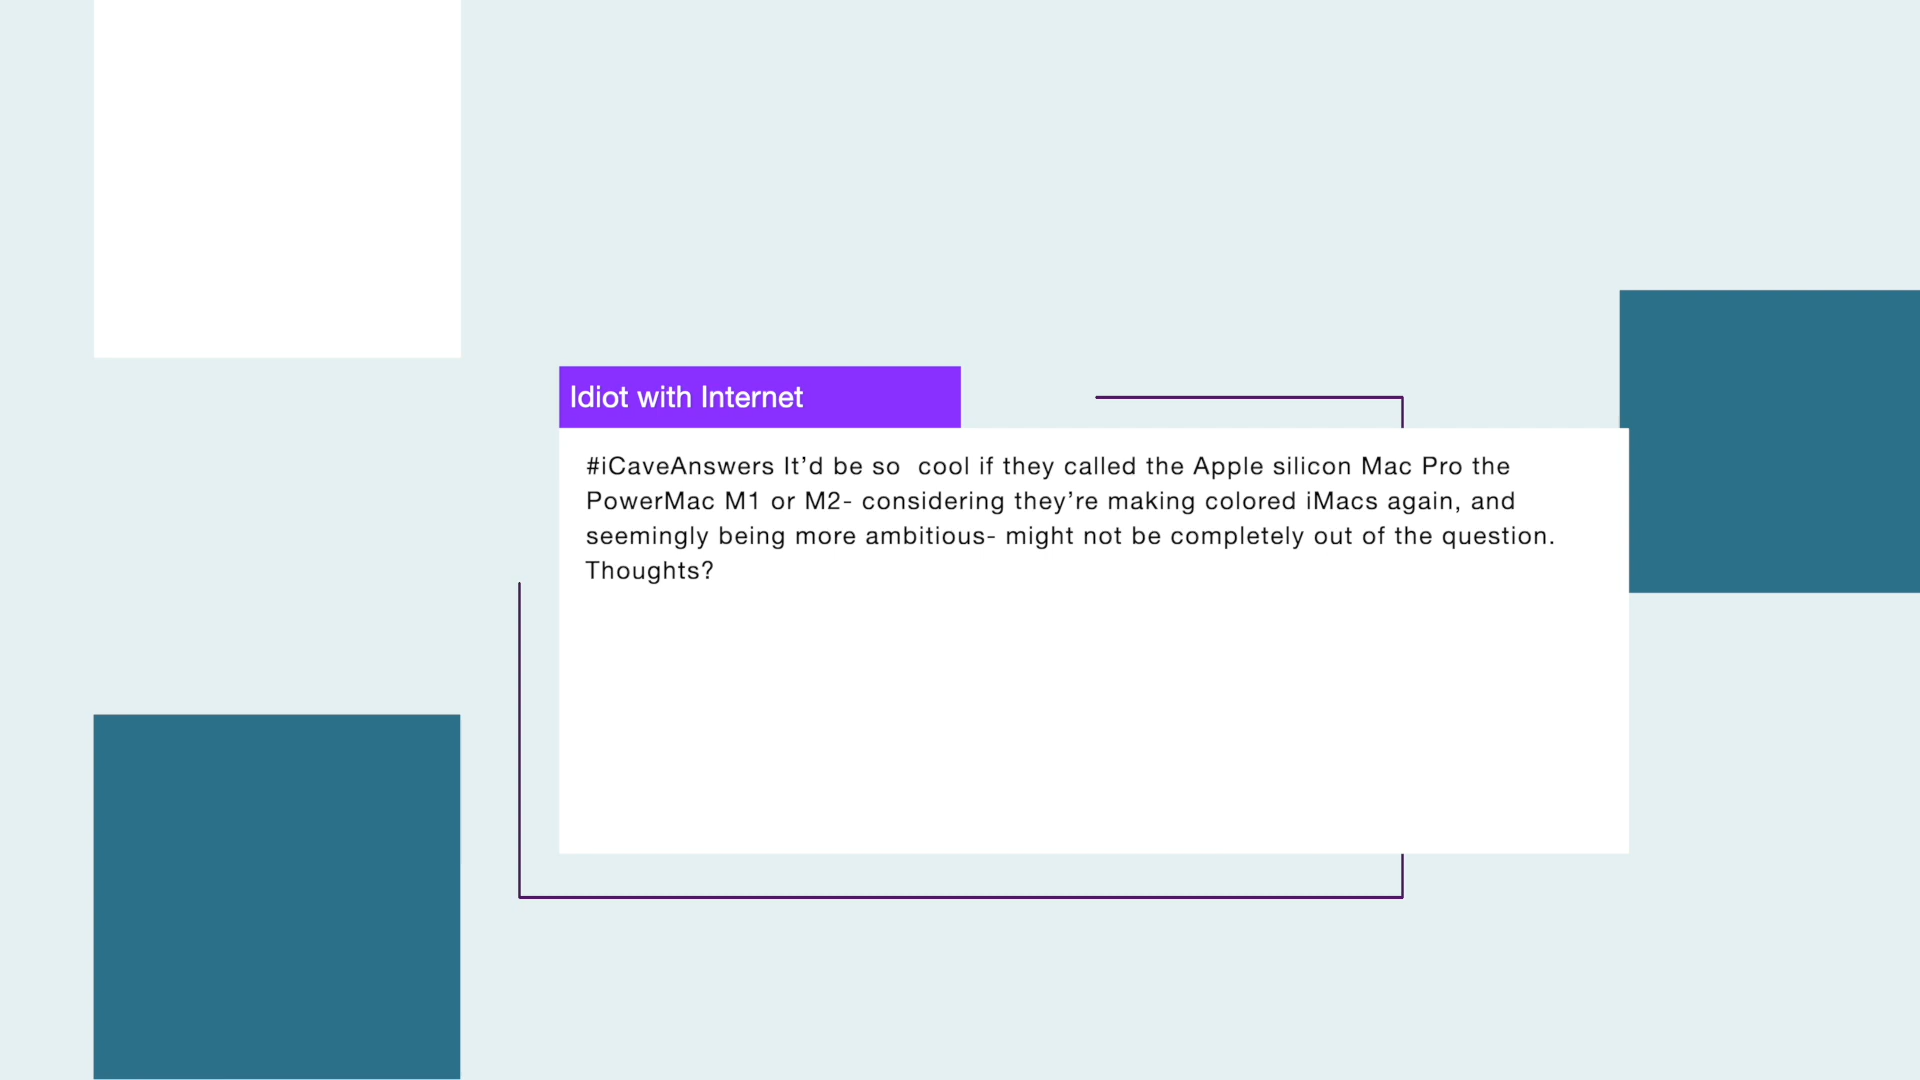 Idiot with Internet
#iCaveAnswers It’d be so  cool if they called the Apple silicon Mac Pro the
PowerMac M1 or M2- considering they’re making colored iMacs again, and
seemingly being more ambitious- might not be completely out of the question.
Thoughts?